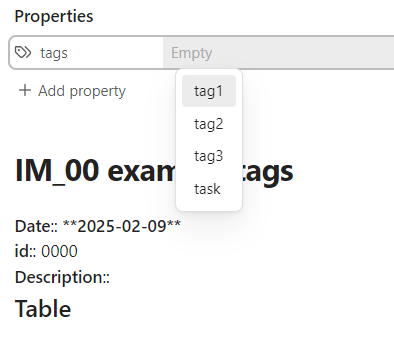 Properties
tags Empty
tag1
+ Add property
tag2
tag3
IM_00 exam tags
task
Date:: **2025-02-09**
id:: 0000
Description::
Table